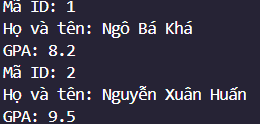 Mã ID: 1
Họ và tên: Ngô Bá Khá
GPA: 8.2
Mã ID: 2
Họ và tên: Nguyễn Xuân Huấn
GPA: 9.5